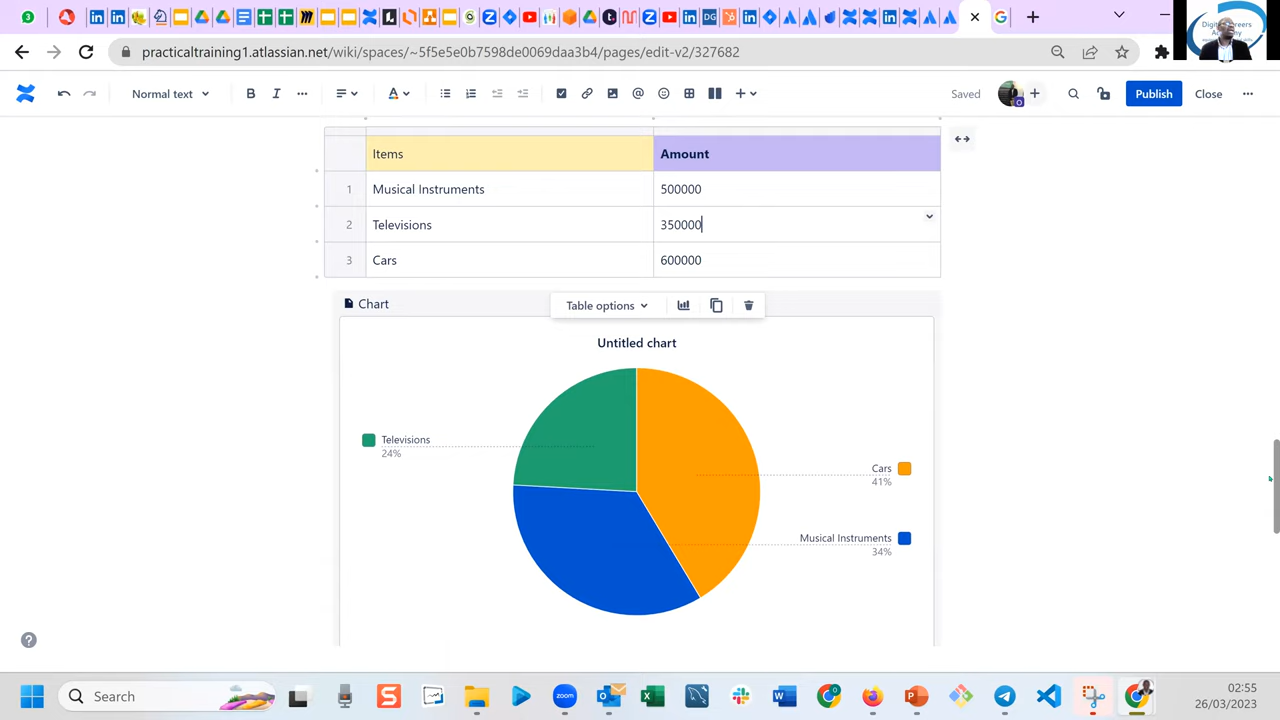 practicaltraining1.atlassian.net/wiki/spaces/~5f5e5e0b7598de0069daa3b4/pages/edit-v2/327682
Normal text
Saved
Publish
Close
Items
Amount
1
Musical Instruments
500000
2
Televisions
350000
3
Cars
600000
Chart
Table options
Untitled chart
Televisions
24%
Cars
41%
Musical Instruments
34%
Search
02:55
26/03/2023